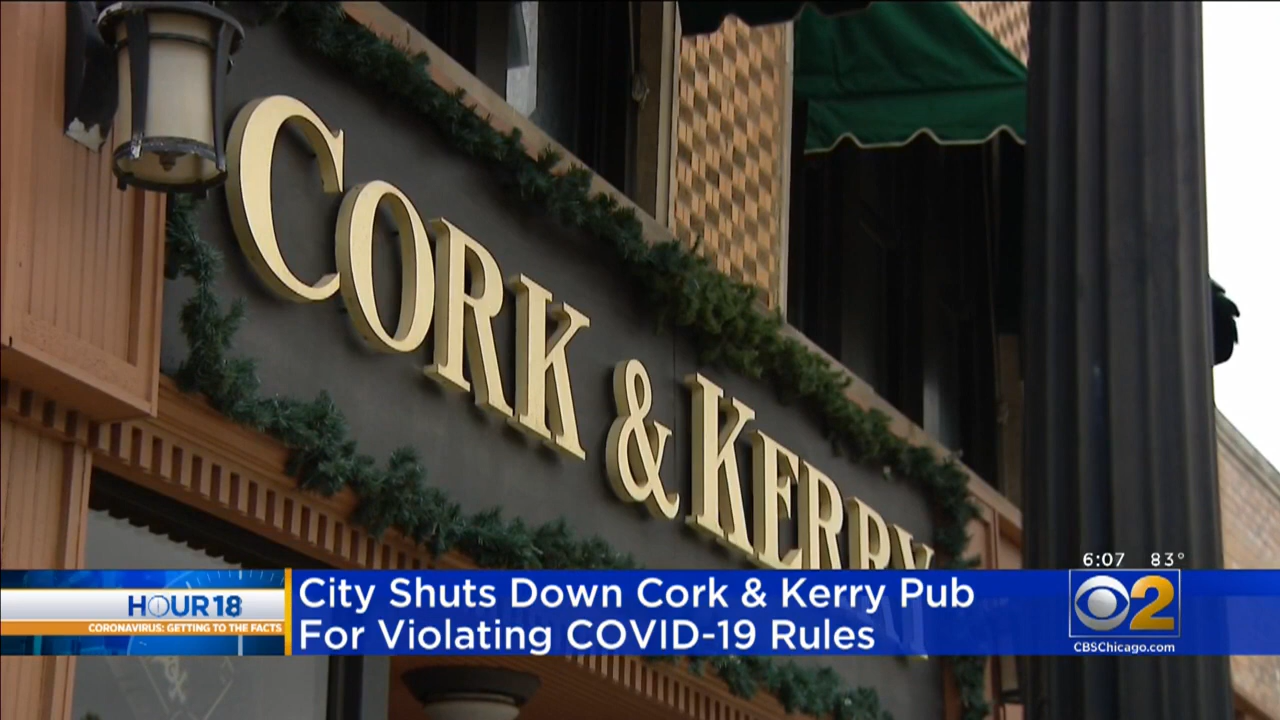 CORK & KERRY
6:07 83°
HOUR 18
CORONAVIRUS: GETTING TO THE FACTS
City Shuts Down Cork & Kerry Pub
For Violating COVID-19 Rules
2
CBSChicago.com